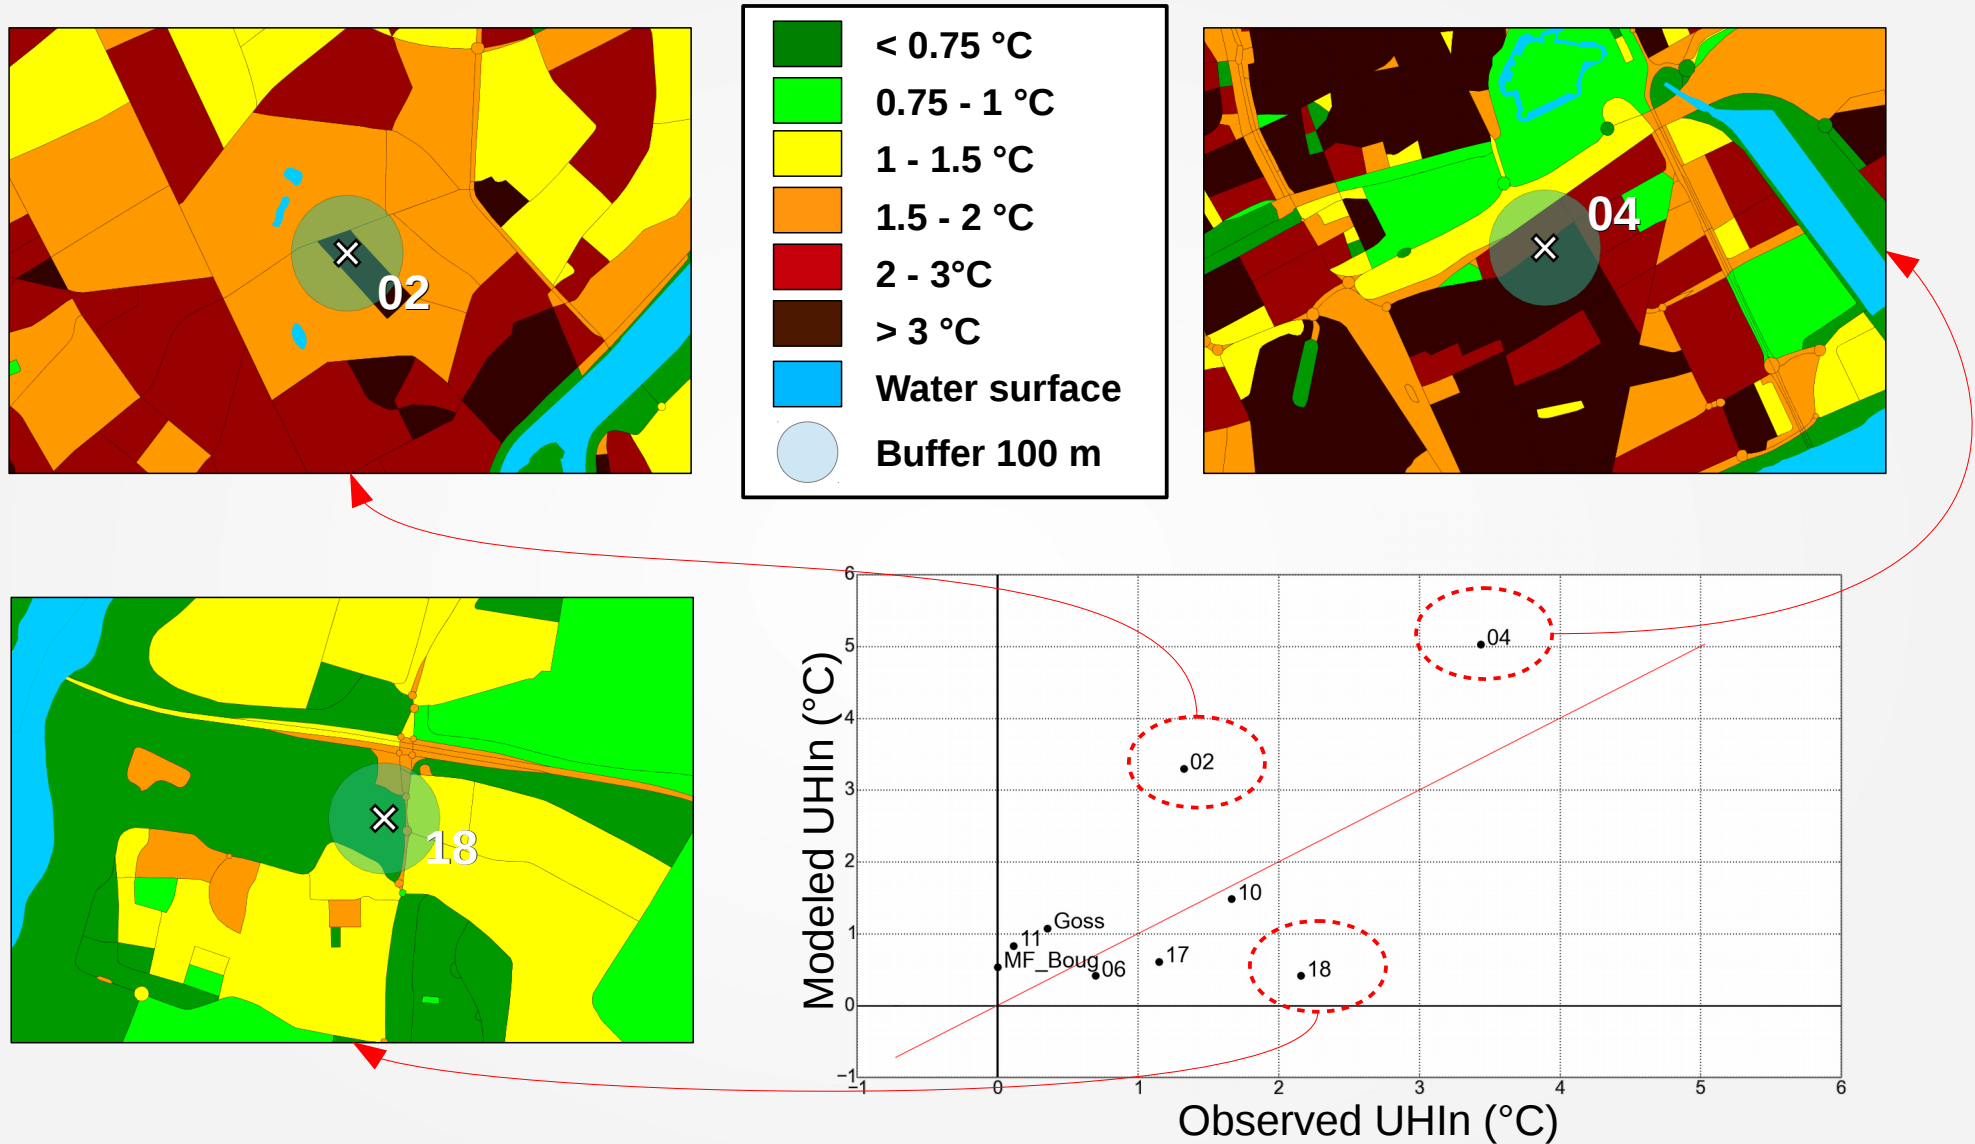 02
< 0.75 °C
0.75 - 1 °C
1 - 1.5 °C
1.5 - 2 °C
2 - 3°C
> 3 °C
Water surface
Buffer 100 m
04
18
Modeled UHIn (°C)
6
5
4
3
2
1
0
−1
04
02
10
Goss
11
MF_Boug
06
17
18
−1
0
1
2
3
4
5
6
Observed UHIn (°C)